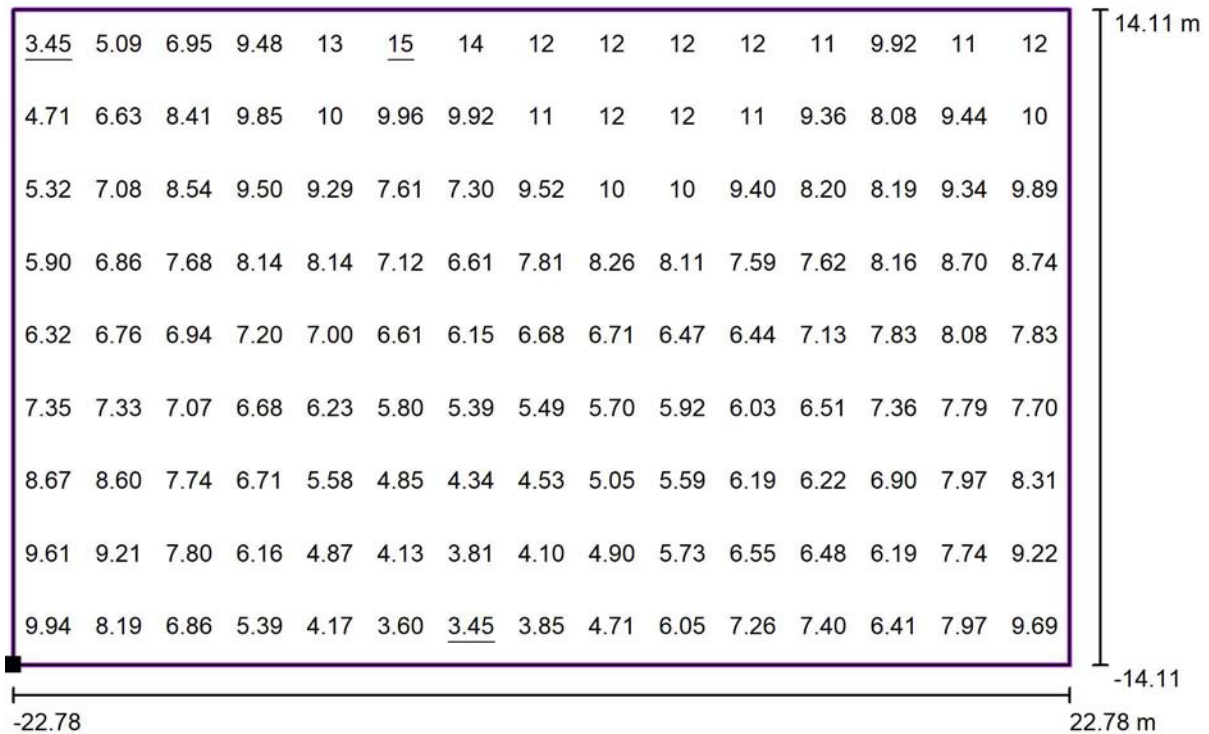 14.11 m
3.45 5.09 6.95 9.48 13 15 14 12 12 12 12 11 9.92 11 12
4.71 6.63 8.41 9.85 10 9.96 9.92 11 12 12 11 9.36 8.08 9.44 10
5.32 7.08 8.54 9.50 9.29 7.61 7.30 9.52 10 10 9.40 8.20 8.19 9.34 9.89
5.90 6.86 7.68 8.14 8.14 7.12 6.61 7.81 8.26 8.11 7.59 7.62 8.16 8.70 8.74
6.32 6.76 6.94 7.20 7.00 6.61 6.15 6.68 6.71 6.47 6.44 7.13 7.83 8.08 7.83
7.35 7.33 7.07 6.68 6.23 5.80 5.39 5.49 5.70 5.92 6.03 6.51 7.36 7.79 7.70
8.67 8.60 7.74 6.71 5.58 4.85 4.34 4.53 5.05 5.59 6.19 6.22 6.90 7.97 8.31
9.61 9.21 7.80 6.16 4.87 4.13 3.81 4.10 4.90 5.73 6.55 6.48 6.19 7.74 9.22
9.94 8.19 6.86 5.39 4.17 3.60 3.45 3.85 4.71 6.05 7.26 7.40 6.41 7.97 9.69
-14.11
-22.78 22.78 m